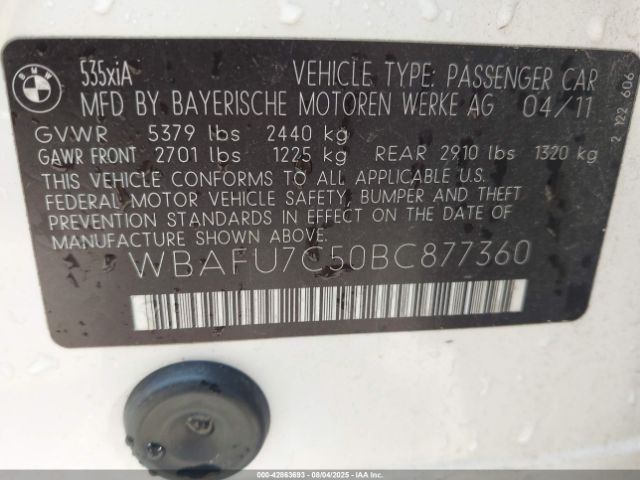 BMW
535xiA VEHICLE TYPE: PASSENGER CAR
MFD BY BAYERISCHE MOTOREN WERKE AG 04/11
GVWR 5379 lbs 2440 kg
GAWR FRONT 2701 lbs 1225 kg REAR 2910 lbs 1320 kg
THIS VEHICLE CONFORMS TO ALL APPLICABLE U.S.
FEDERAL MOTOR VEHICLE SAFETY, BUMPER AND THEFT
PREVENTION STANDARDS IN EFFECT ON THE DATE OF
MANUFACTURE SHOWN ABOVE.
WBAFU7C50BC877360
2 122 606
000-42863693 - 08/04/2025 - IAAI.COM